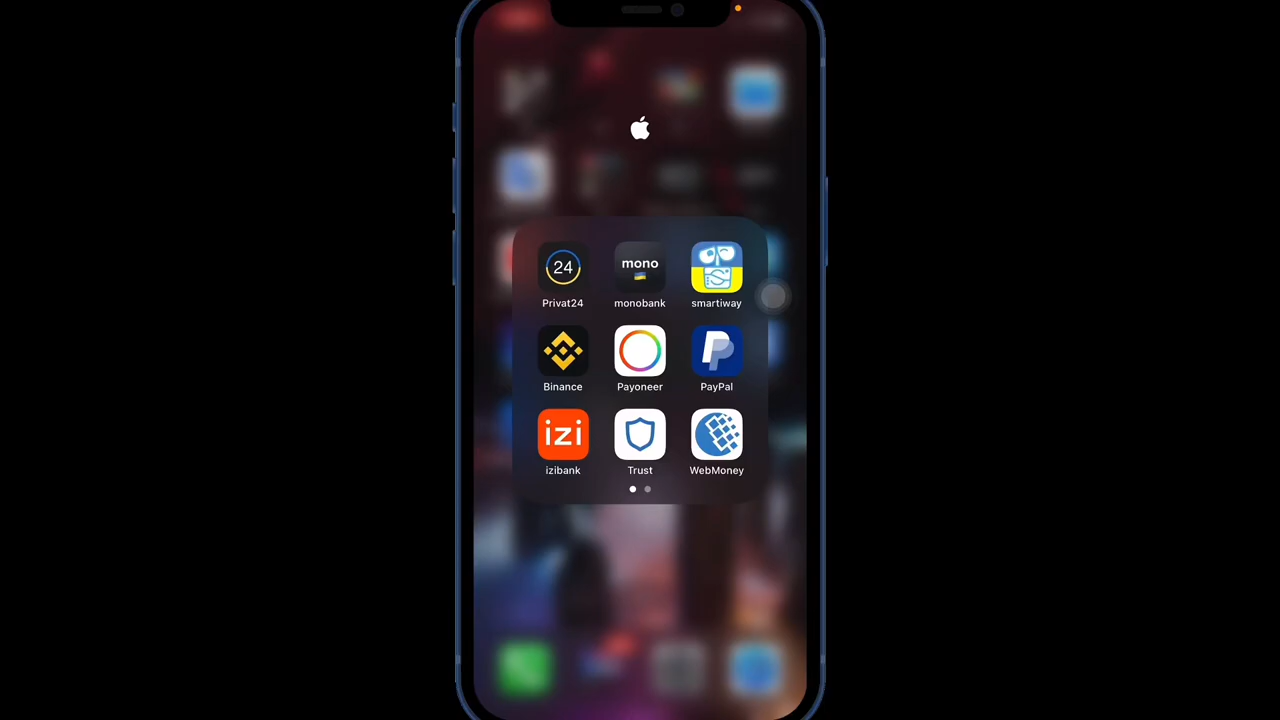 24
mono
Privat24
monobank
smartiway
Binance
Payoneer
PayPal
izi
izibank
Trust
WebMoney